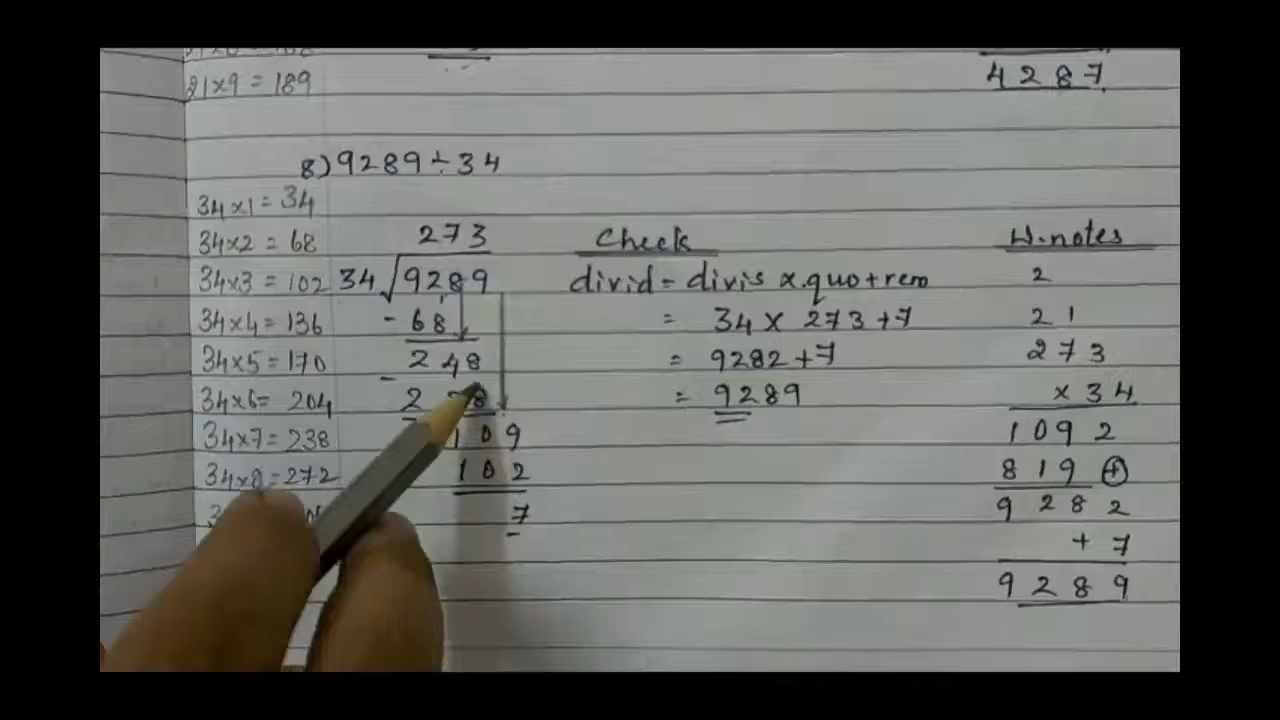 21×9 = 189
4287
8) 9289 ÷ 34
34×1 = 34
34×2 = 68
34×3 = 102
34×4 = 136
34×5 = 170
34×6 = 204
34×7 = 238
34×8 = 272
273
34 9289
- 68
248
- 2 8
109
102
7
Check
divid = divis x quo + rem
= 34 × 273 + 7
= 9282 + 7
= 9289
W.notes
2
21
273
× 34
1092
819 +
9282
+ 7
9289